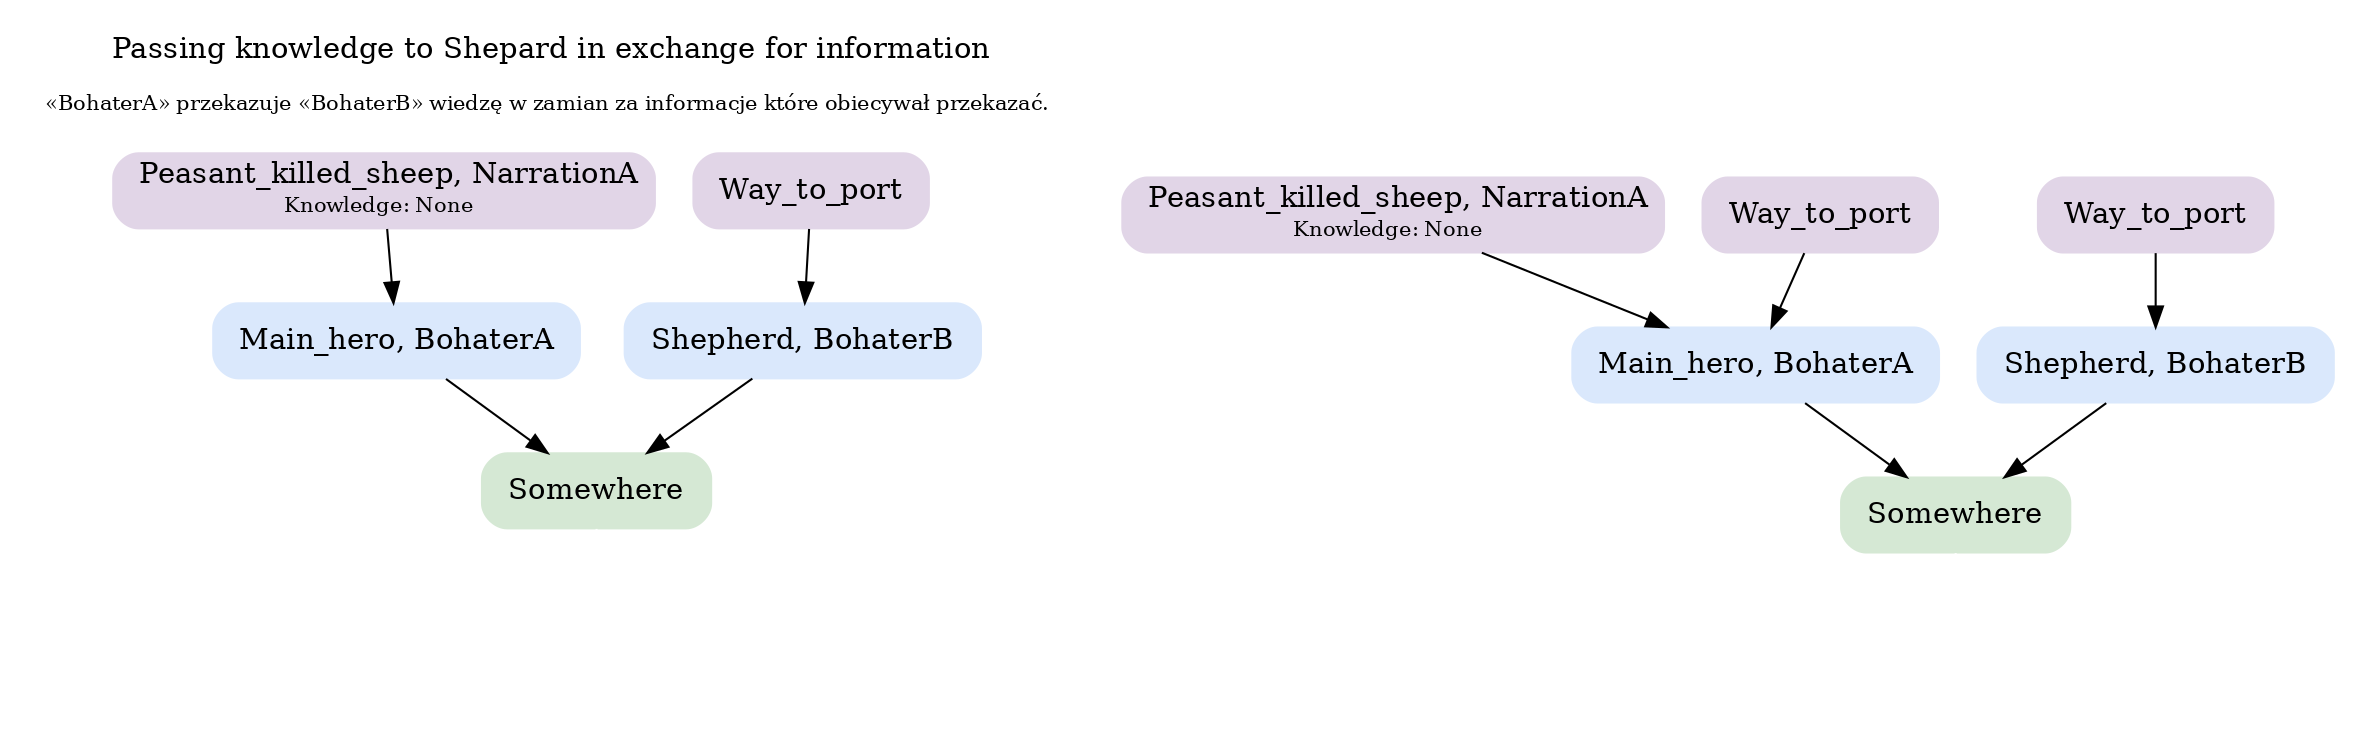 Passing knowledge to Shepard in exchange for information
«BohaterA» przekazuje «BohaterB» wiedzę w zamian za informacje które obiecywał przekazać.
Peasant_killed_sheep, NarrationA
Knowledge: None
Way_to_port
Main_hero, BohaterA
Shepherd, BohaterB
Somewhere
Peasant_killed_sheep, NarrationA
Knowledge: None
Way_to_port
Way_to_port
Main_hero, BohaterA
Shepherd, BohaterB
Somewhere